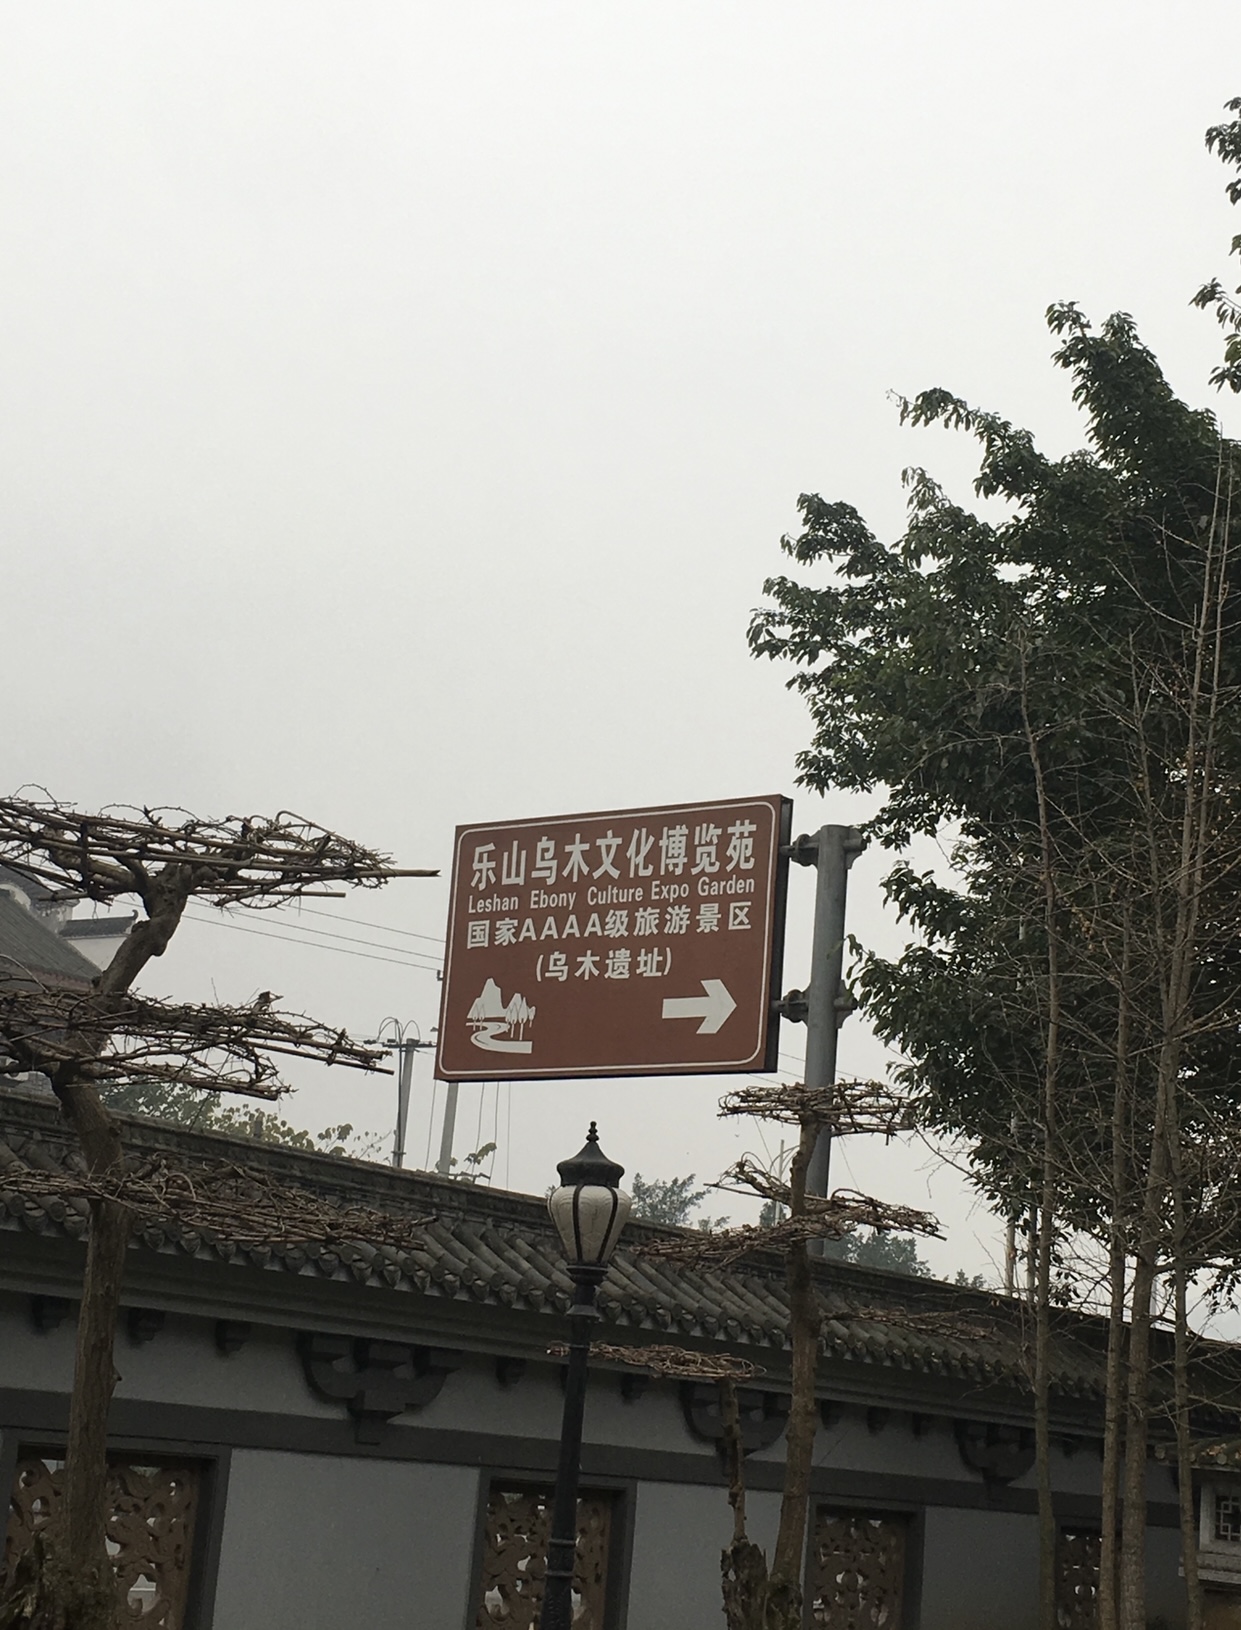 乐山乌木文化博览苑
Leshan Ebony Culture Expo Garden
国家AAAA级旅游景区
(乌木遗址)